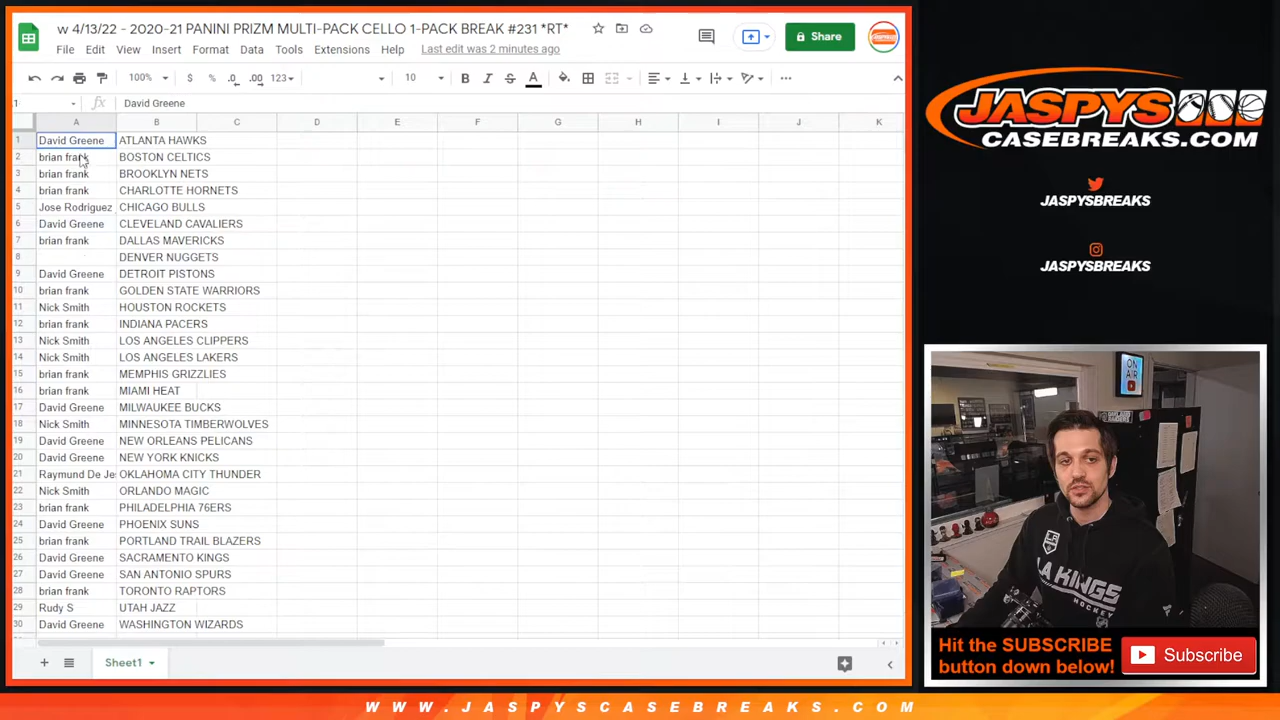 w 4/13/22 - 2020-21 PANINI PRIZM MULTI-PACK CELLO 1-PACK BREAK #231 *RT*
File Edit View Insert Format Data Tools Extensions Help Last edit was 2 minutes ago
Share
100% $ % .0 .00 123 10 B I S A
1 fx David Greene
A B C D E F G H I J K
1 David Greene ATLANTA HAWKS
2 brian frank BOSTON CELTICS
3 brian frank BROOKLYN NETS
4 brian frank CHARLOTTE HORNETS
5 Jose Rodriguez CHICAGO BULLS
6 David Greene CLEVELAND CAVALIERS
7 brian frank DALLAS MAVERICKS
8 DENVER NUGGETS
9 David Greene DETROIT PISTONS
10 brian frank GOLDEN STATE WARRIORS
11 Nick Smith HOUSTON ROCKETS
12 brian frank INDIANA PACERS
13 Nick Smith LOS ANGELES CLIPPERS
14 Nick Smith LOS ANGELES LAKERS
15 brian frank MEMPHIS GRIZZLIES
16 brian frank MIAMI HEAT
17 David Greene MILWAUKEE BUCKS
18 Nick Smith MINNESOTA TIMBERWOLVES
19 David Greene NEW ORLEANS PELICANS
20 David Greene NEW YORK KNICKS
21 Raymund De Je OKLAHOMA CITY THUNDER
22 Nick Smith ORLANDO MAGIC
23 brian frank PHILADELPHIA 76ERS
24 David Greene PHOENIX SUNS
25 brian frank PORTLAND TRAIL BLAZERS
26 David Greene SACRAMENTO KINGS
27 David Greene SAN ANTONIO SPURS
28 brian frank TORONTO RAPTORS
29 Rudy S UTAH JAZZ
30 David Greene WASHINGTON WIZARDS
Sheet1
JASPYS
CASEBREAKS.COM
JASPYSBREAKS
JASPYSBREAKS
ON
AIR
LA KINGS
HOCKEY
Hit the SUBSCRIBE
button down below!
Subscribe
WWW.JASPYSCASEBREAKS.COM